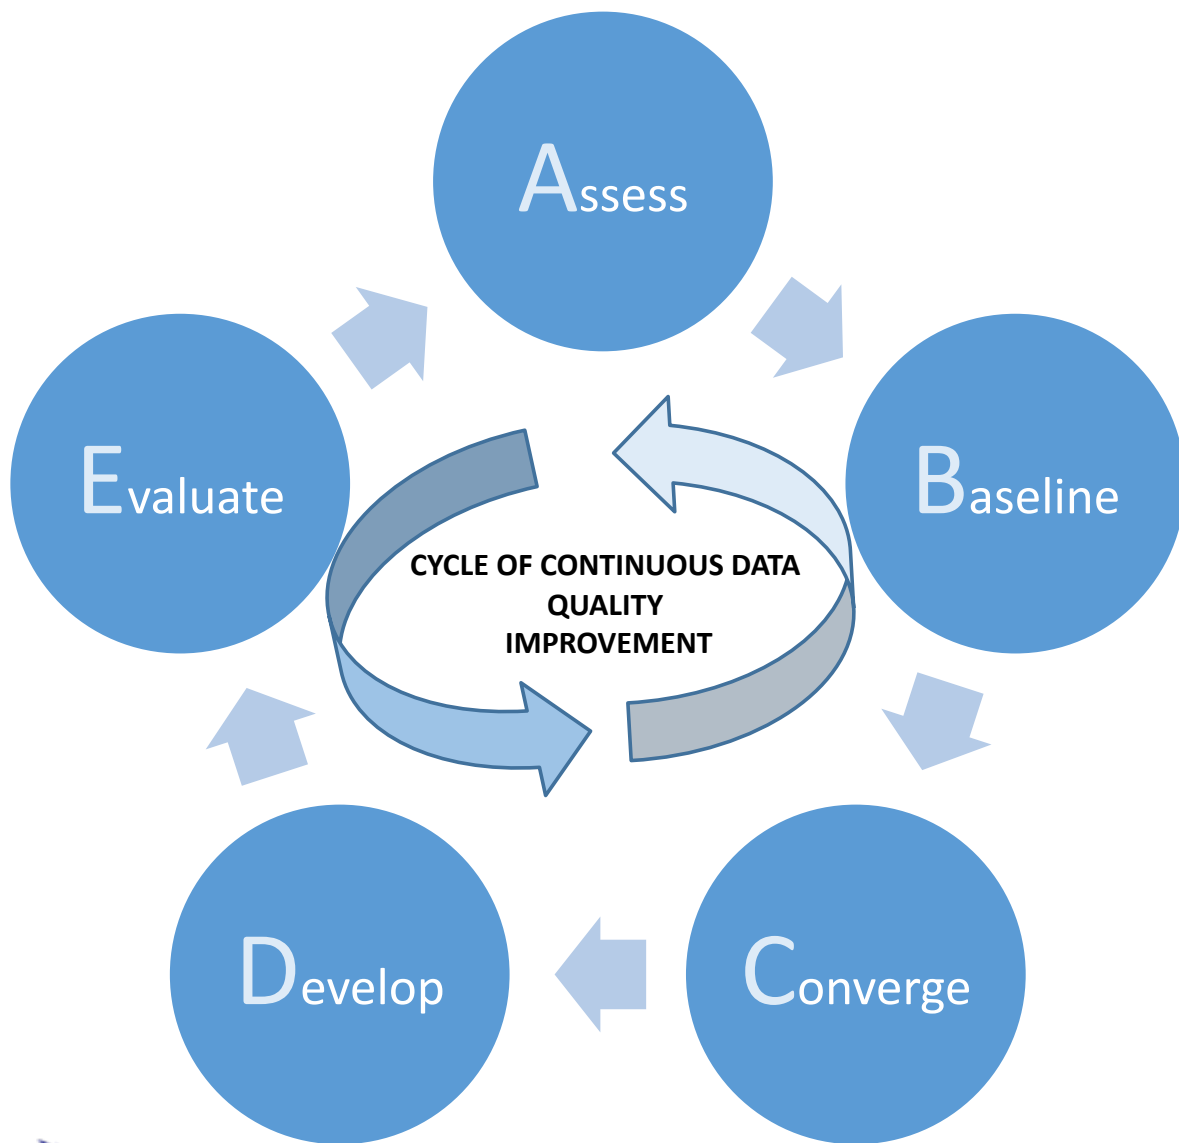 Assess
Evaluate
Baseline
CYCLE OF CONTINUOUS DATA
QUALITY
IMPROVEMENT
Develop
Converge